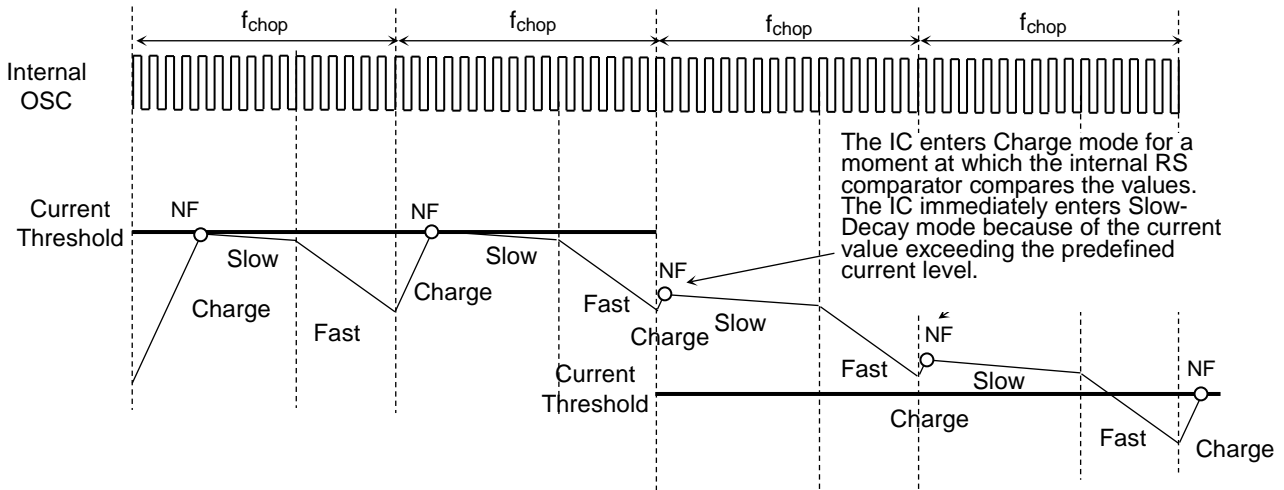 fchop
fchop
fchop
fchop
Internal
OSC
The IC enters Charge mode for a
moment at which the internal RS
comparator compares the values.
The IC immediately enters Slow-
Decay mode because of the current
value exceeding the predefined
current level.
Current
Threshold
NF
Slow
Charge
Fast
NF
Slow
Charge
Fast
NF
Charge
Slow
Fast
NF
Slow
Current
Threshold
Charge
Fast
NF
Charge